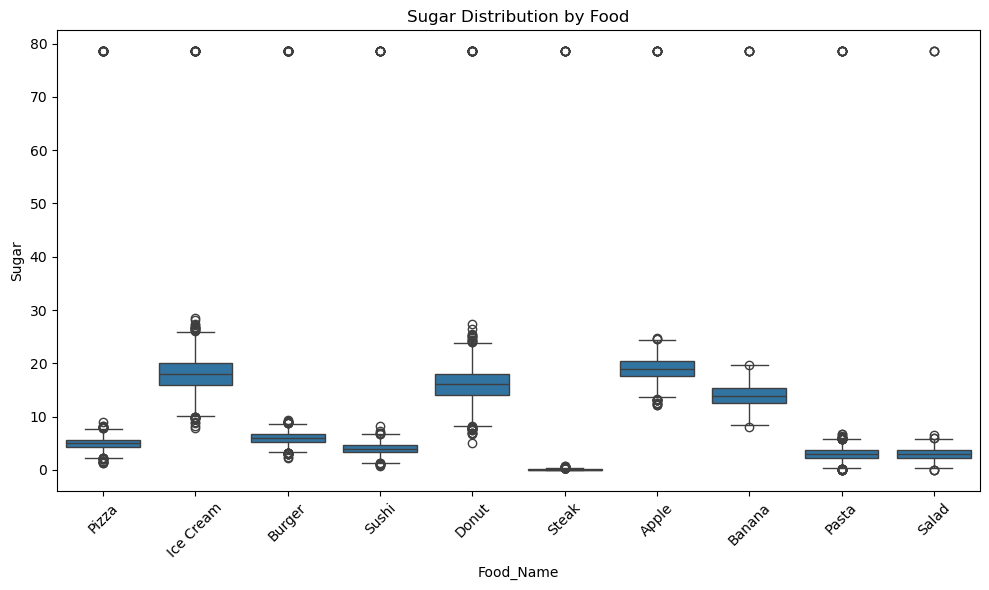 Sugar Distribution by Food
80
70
60
50
40
30
20
10
0
Sugar
Pizza
Ice Cream
Burger
Sushi
Donut
Steak
Apple
Banana
Pasta
Salad
Food_Name